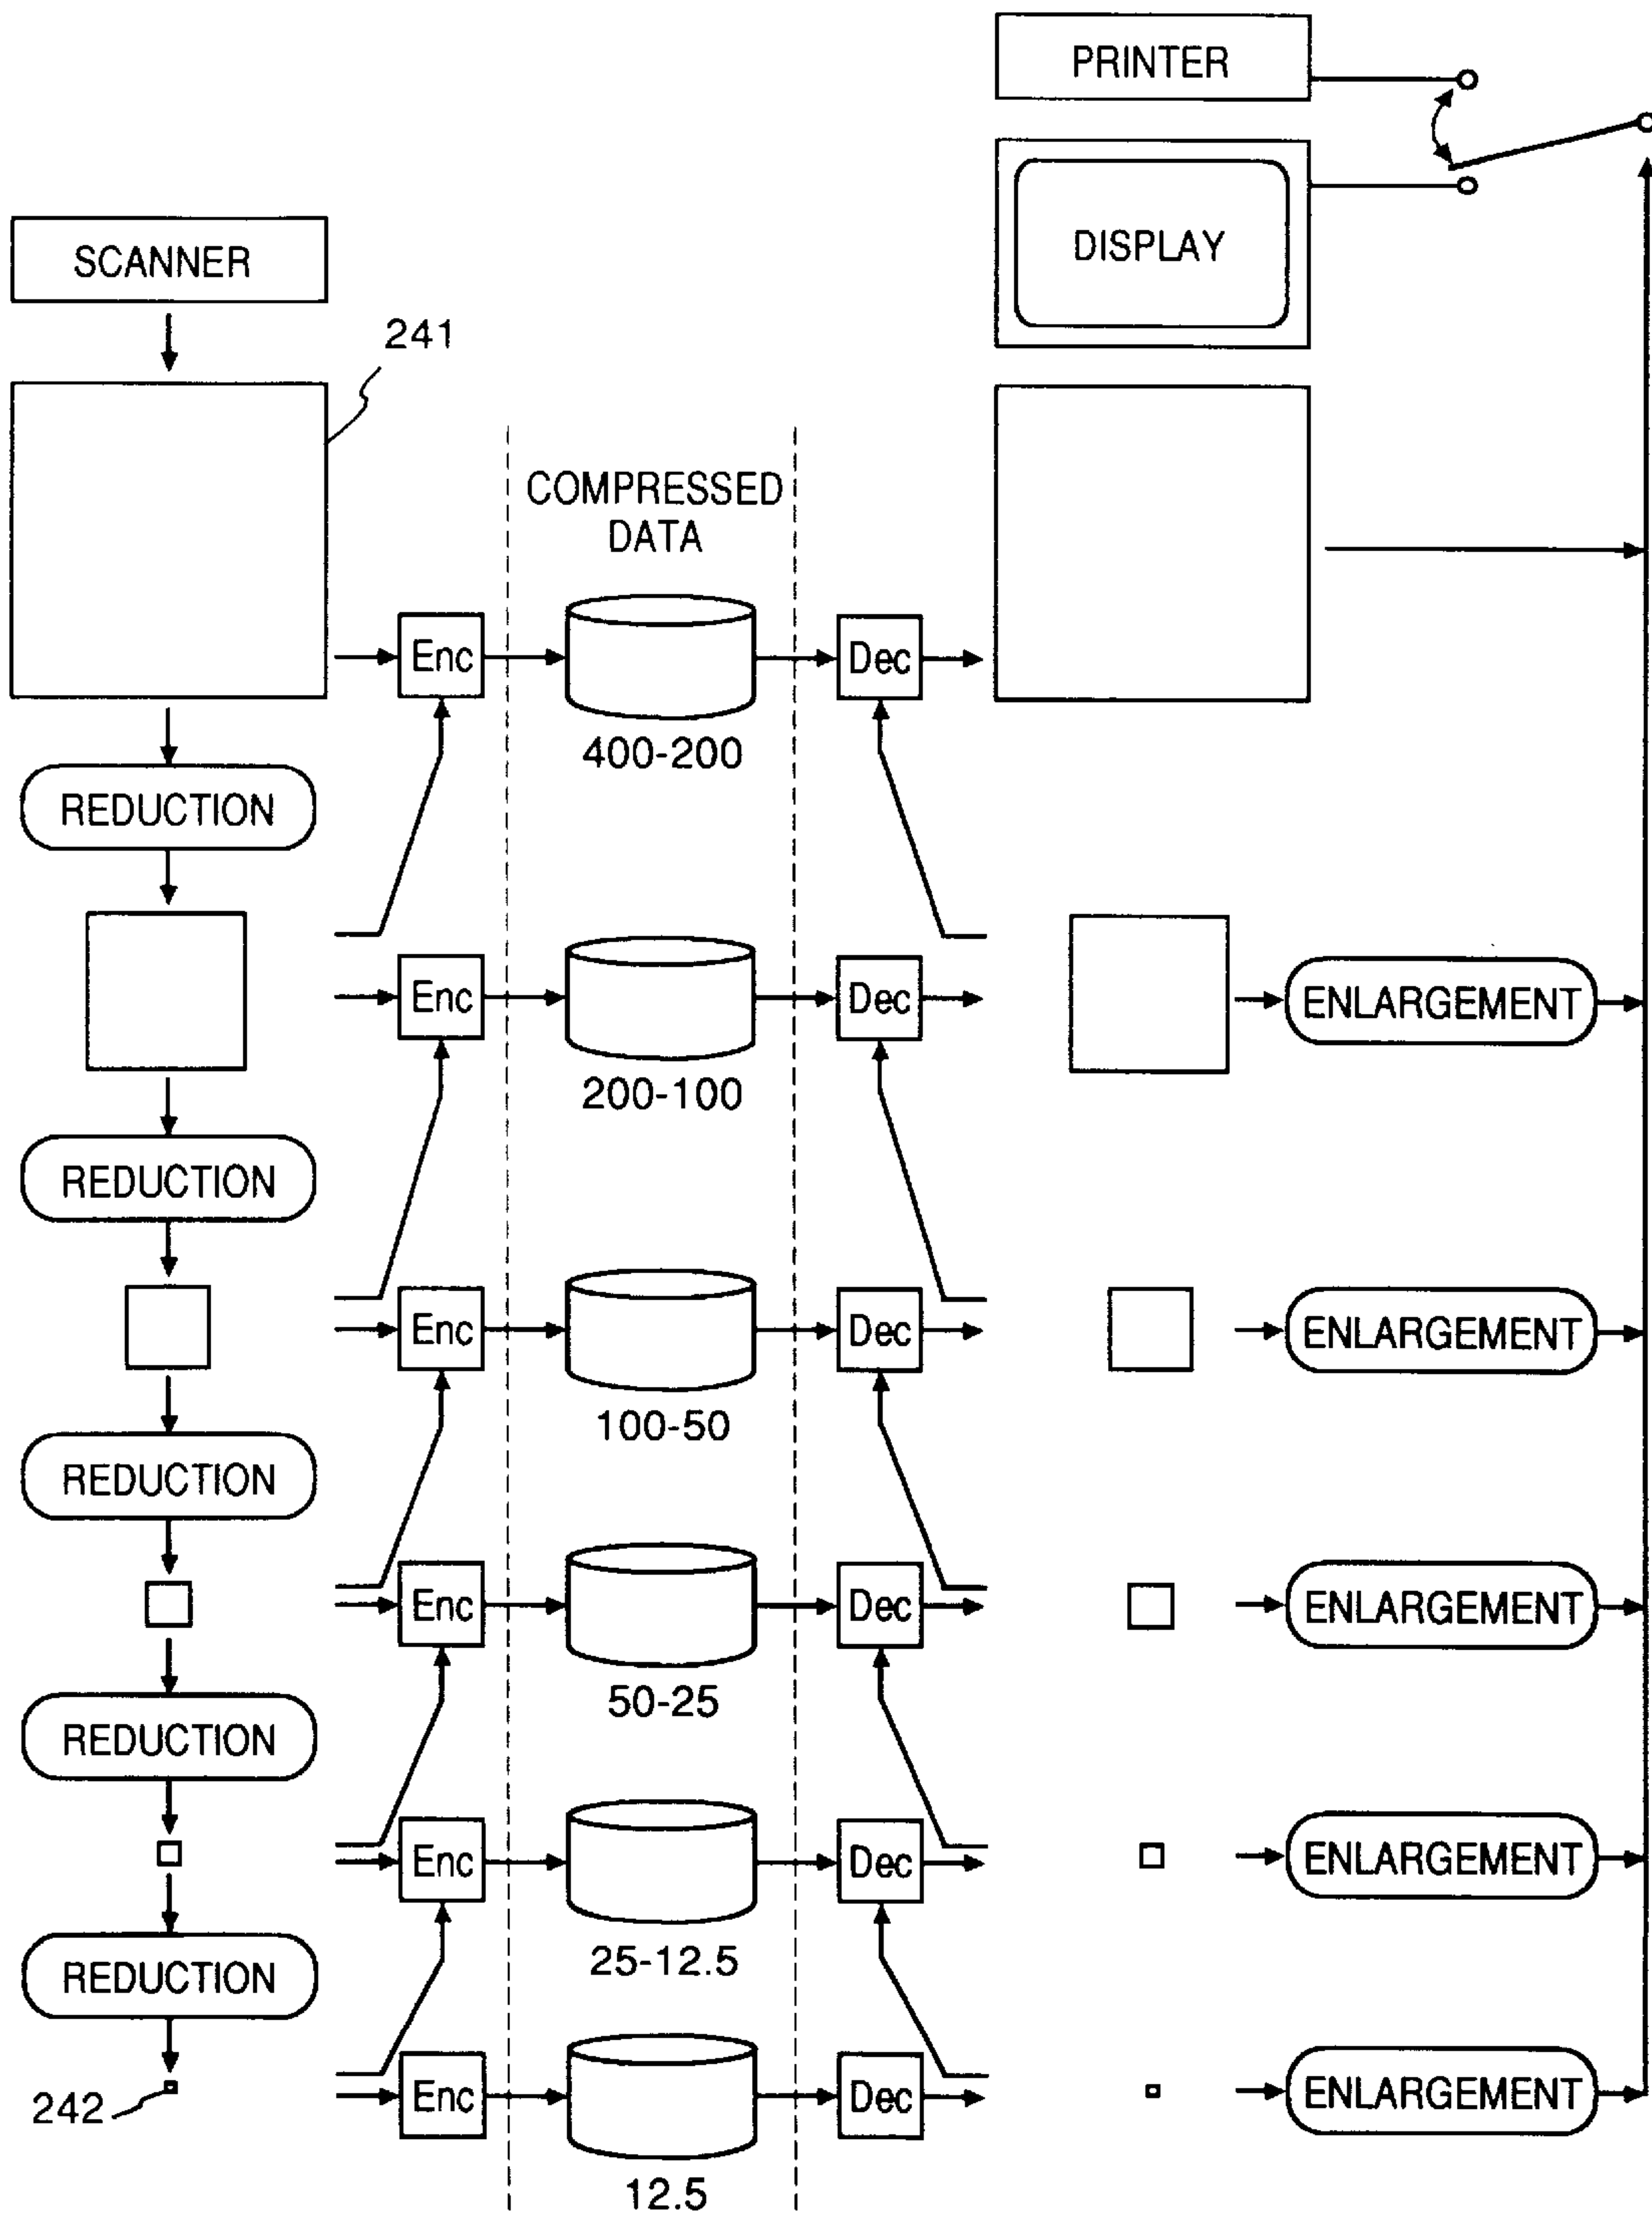 PRINTER
DISPLAY
SCANNER
241
COMPRESSED
DATA
Enc
Dec
400-200
REDUCTION
Enc
Dec
ENLARGEMENT
200-100
REDUCTION
Enc
Dec
ENLARGEMENT
100-50
REDUCTION
Enc
Dec
ENLARGEMENT
50-25
REDUCTION
Enc
Dec
ENLARGEMENT
25-12.5
REDUCTION
242
Enc
Dec
ENLARGEMENT
12.5